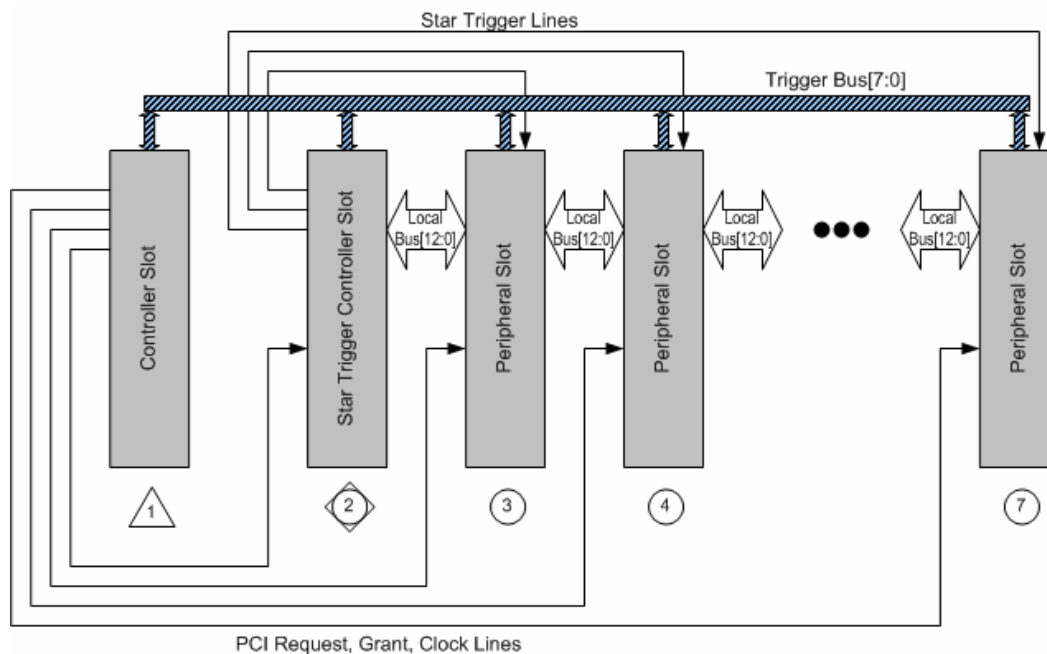 Star Trigger Lines
Trigger Bus[7:0]
Controller Slot
Star Trigger Controller Slot
Local
Bus[12:0]
Peripheral Slot
Local
Bus[12:0]
Peripheral Slot
Local
Bus[12:0]
Local
Bus[12:0]
Peripheral Slot
1
2
3
4
7
PCI Request, Grant, Clock Lines